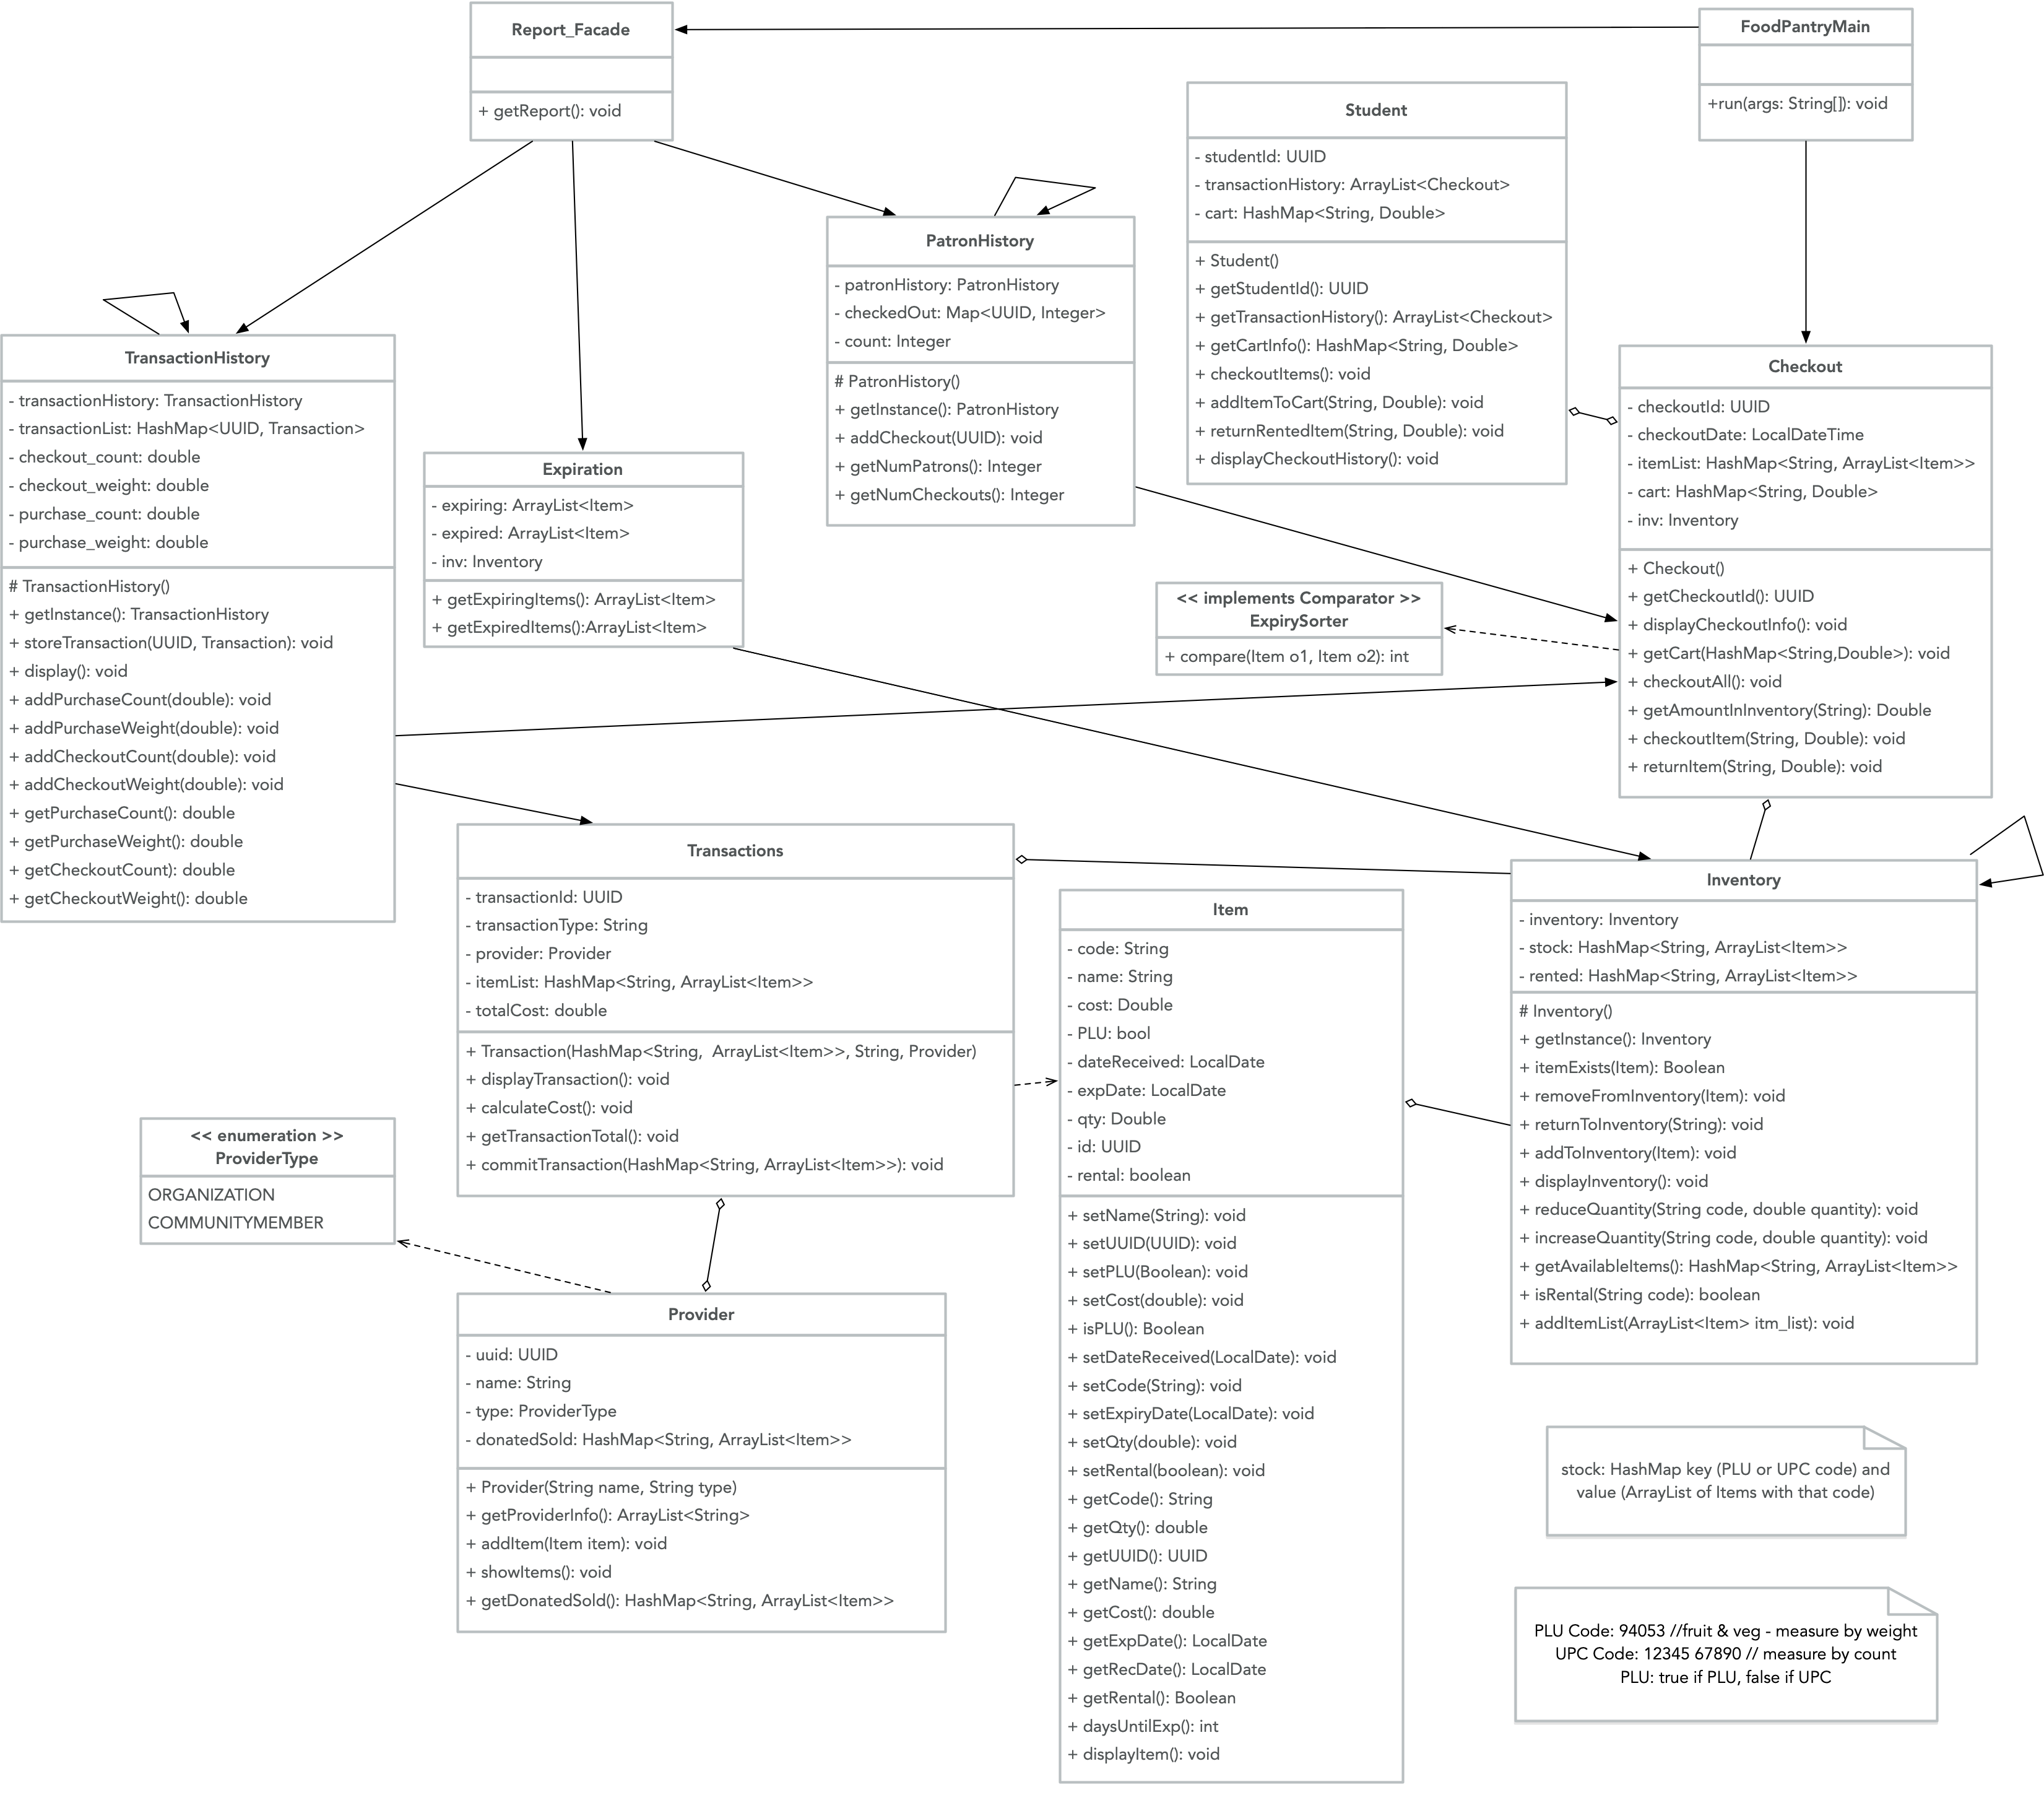 Report_Facade
+ getReport(): void
FoodPantryMain
+run(args: String[]): void
Student
- studentId: UUID
- transactionHistory: ArrayList<Checkout>
- cart: HashMap<String, Double>
+ Student()
+ getStudentId(): UUID
+ getTransactionHistory(): ArrayList<Checkout>
+ getCartInfo(): HashMap<String, Double>
+ checkoutItems(): void
+ addItemToCart(String, Double): void
+ returnRentedItem(String, Double): void
+ displayCheckoutHistory(): void
PatronHistory
- patronHistory: PatronHistory
- checkedOut: Map<UUID, Integer>
- count: Integer
# PatronHistory()
+ getInstance(): PatronHistory
+ addCheckout(UUID): void
+ getNumPatrons(): Integer
+ getNumCheckouts(): Integer
TransactionHistory
- transactionHistory: TransactionHistory
- transactionList: HashMap<UUID, Transaction>
- checkout_count: double
- checkout_weight: double
- purchase_count: double
- purchase_weight: double
# TransactionHistory()
+ getInstance(): TransactionHistory
+ storeTransaction(UUID, Transaction): void
+ display(): void
+ addPurchaseCount(double): void
+ addPurchaseWeight(double): void
+ addCheckoutCount(double): void
+ addCheckoutWeight(double): void
+ getPurchaseCount(): double
+ getPurchaseWeight(): double
+ getCheckoutCount): double
+ getCheckoutWeight(): double
Expiration
- expiring: ArrayList<Item>
- expired: ArrayList<Item>
- inv: Inventory
+ getExpiringItems(): ArrayList<Item>
+ getExpiredItems():ArrayList<Item>
Checkout
- checkoutId: UUID
- checkoutDate: LocalDateTime
- itemList: HashMap<String, ArrayList<Item>>
- cart: HashMap<String, Double>
- inv: Inventory
+ Checkout()
+ getCheckoutId(): UUID
+ displayCheckoutInfo(): void
+ getCart(HashMap<String,Double>): void
+ checkoutAll(): void
+ getAmountInInventory(String): Double
+ checkoutItem(String, Double): void
+ returnItem(String, Double): void
<< implements Comparator >>
ExpirySorter
+ compare(Item o1, Item o2): int
Transactions
- transactionId: UUID
- transactionType: String
- provider: Provider
- itemList: HashMap<String, ArrayList<Item>>
- totalCost: double
+ Transaction(HashMap<String,  ArrayList<Item>>, String, Provider)
+ displayTransaction(): void
+ calculateCost(): void
+ getTransactionTotal(): void
+ commitTransaction(HashMap<String, ArrayList<Item>>): void
Item
- code: String
- name: String
- cost: Double
- PLU: bool
- dateReceived: LocalDate
- expDate: LocalDate
- qty: Double
- id: UUID
- rental: boolean
+ setName(String): void
+ setUUID(UUID): void
+ setPLU(Boolean): void
+ setCost(double): void
+ isPLU(): Boolean
+ setDateReceived(LocalDate): void
+ setCode(String): void
+ setExpiryDate(LocalDate): void
+ setQty(double): void
+ setRental(boolean): void
+ getCode(): String
+ getQty(): double
+ getUUID(): UUID
+ getName(): String
+ getCost(): double
+ getExpDate(): LocalDate
+ getRecDate(): LocalDate
+ getRental(): Boolean
+ daysUntilExp(): int
+ displayItem(): void
Inventory
- inventory: Inventory
- stock: HashMap<String, ArrayList<Item>>
- rented: HashMap<String, ArrayList<Item>>
# Inventory()
+ getInstance(): Inventory
+ itemExists(Item): Boolean
+ removeFromInventory(Item): void
+ returnToInventory(String): void
+ addToInventory(Item): void
+ displayInventory(): void
+ reduceQuantity(String code, double quantity): void
+ increaseQuantity(String code, double quantity): void
+ getAvailableItems(): HashMap<String, ArrayList<Item>>
+ isRental(String code): boolean
+ addItemList(ArrayList<Item> itm_list): void
<< enumeration >>
ProviderType
ORGANIZATION
COMMUNITYMEMBER
Provider
- uuid: UUID
- name: String
- type: ProviderType
- donatedSold: HashMap<String, ArrayList<Item>>
+ Provider(String name, String type)
+ getProviderInfo(): ArrayList<String>
+ addItem(Item item): void
+ showItems(): void
+ getDonatedSold(): HashMap<String, ArrayList<Item>>
stock: HashMap key (PLU or UPC code) and
value (ArrayList of Items with that code)
PLU Code: 94053 //fruit & veg - measure by weight
UPC Code: 12345 67890 // measure by count
PLU: true if PLU, false if UPC